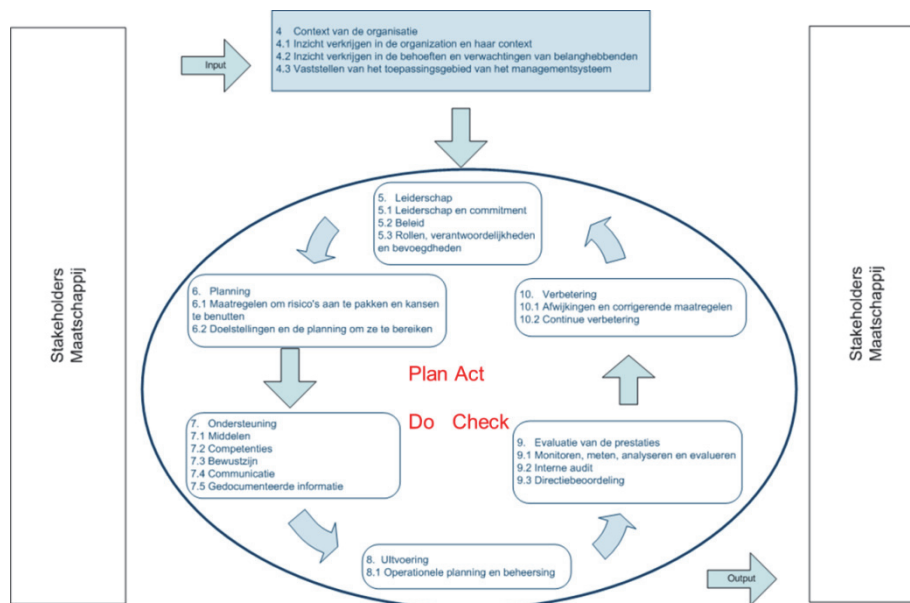 Stakeholders
Maatschappij
Input
4 Context van de organisatie
4.1 Inzicht verkrijgen in de organization en haar context
4.2 Inzicht verkrijgen in de behoeften en verwachtingen van belanghebbenden
4.3 Vaststellen van het toepassingsgebied van het managementsysteem
5. Leiderschap
5.1 Leiderschap en commitment
5.2 Beleid
5.3 Rollen, verantwoordelijkheden
en bevoegdheden
6. Planning
6.1 Maatregelen om risico's aan te pakken en kansen
te benutten
6.2 Doelstellingen en de planning om ze te bereiken
10. Verbetering
10.1 Afwijkingen en corrigerende maatregelen
10.2 Continue verbetering
Plan Act
Do Check
7. Ondersteuning
7.1 Middelen
7.2 Competenties
7.3 Bewustzijn
7.4 Communicatie
7.5 Gedocumenteerde informatie
9. Evaluatie van de prestaties
9.1 Monitoren, meten, analyseren en evalueren
9.2 Interne audit
9.3 Directiebeoordeling
8. UItvoering
8.1 Operationele planning en beheersing
Output
Stakeholders
Maatschappij